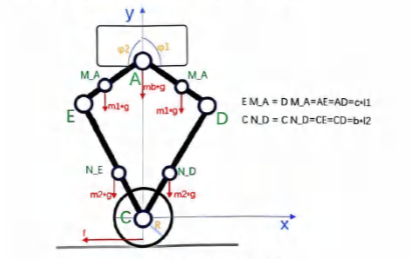 y
φ2
φ1
A
M_A
M_A
mb*g
m1*g
m1*g
E
D
E M_A = D M_A=AE=AD=c*l1
C N_D = C N_D=CE=CD=b*l2
N_E
N_D
m2*g
m2*g
C
R
x
f